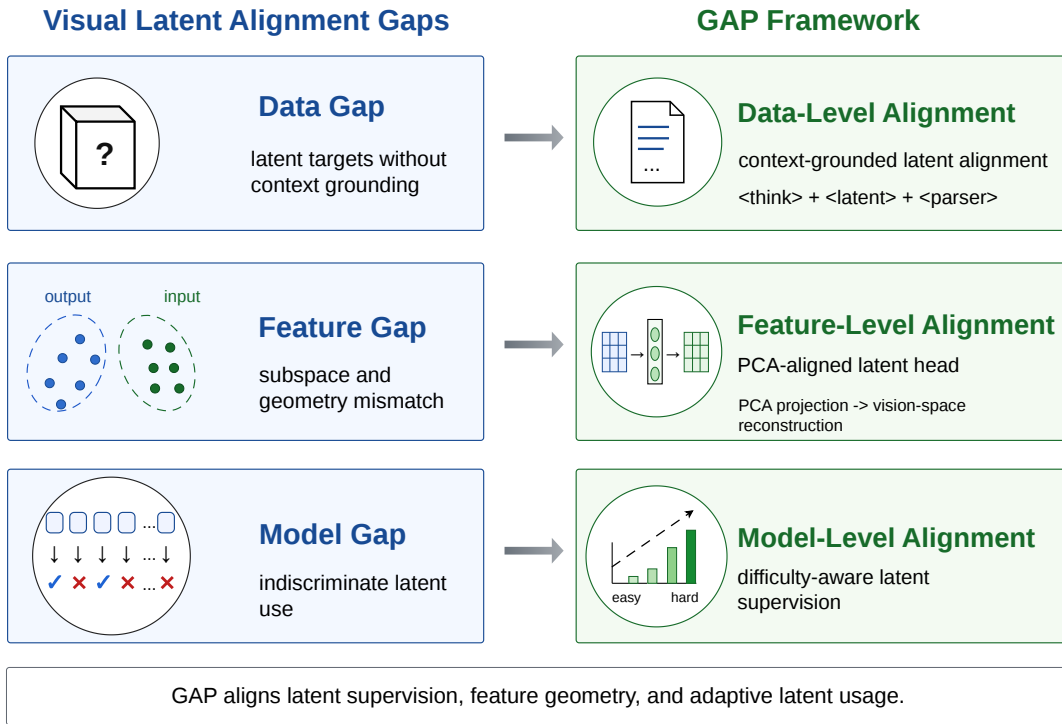 Visual Latent Alignment Gaps
GAP Framework
?
Data Gap
latent targets without
context grounding
...
Data-Level Alignment
context-grounded latent alignment
<think> + <latent> + <parser>
output
input
Feature Gap
subspace and
geometry mismatch
Feature-Level Alignment
PCA-aligned latent head
PCA projection -> vision-space
reconstruction
...
...
...
Model Gap
indiscriminate latent
use
easy
hard
Model-Level Alignment
difficulty-aware latent
supervision
GAP aligns latent supervision, feature geometry, and adaptive latent usage.